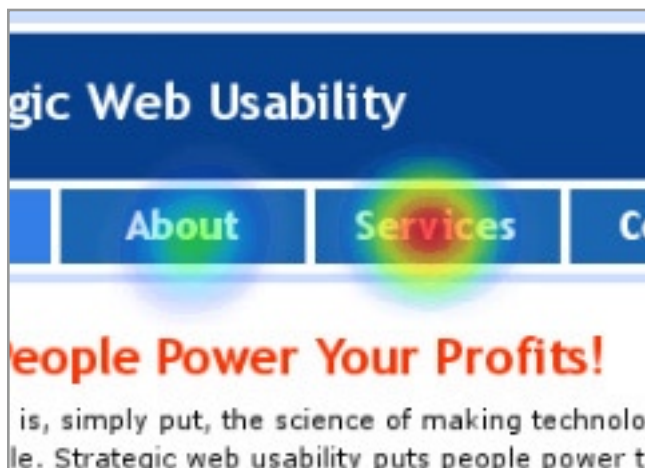 gic Web Usability
About Services C
People Power Your Profits!
is, simply put, the science of making technolo
le. Strategic web usability puts people power t